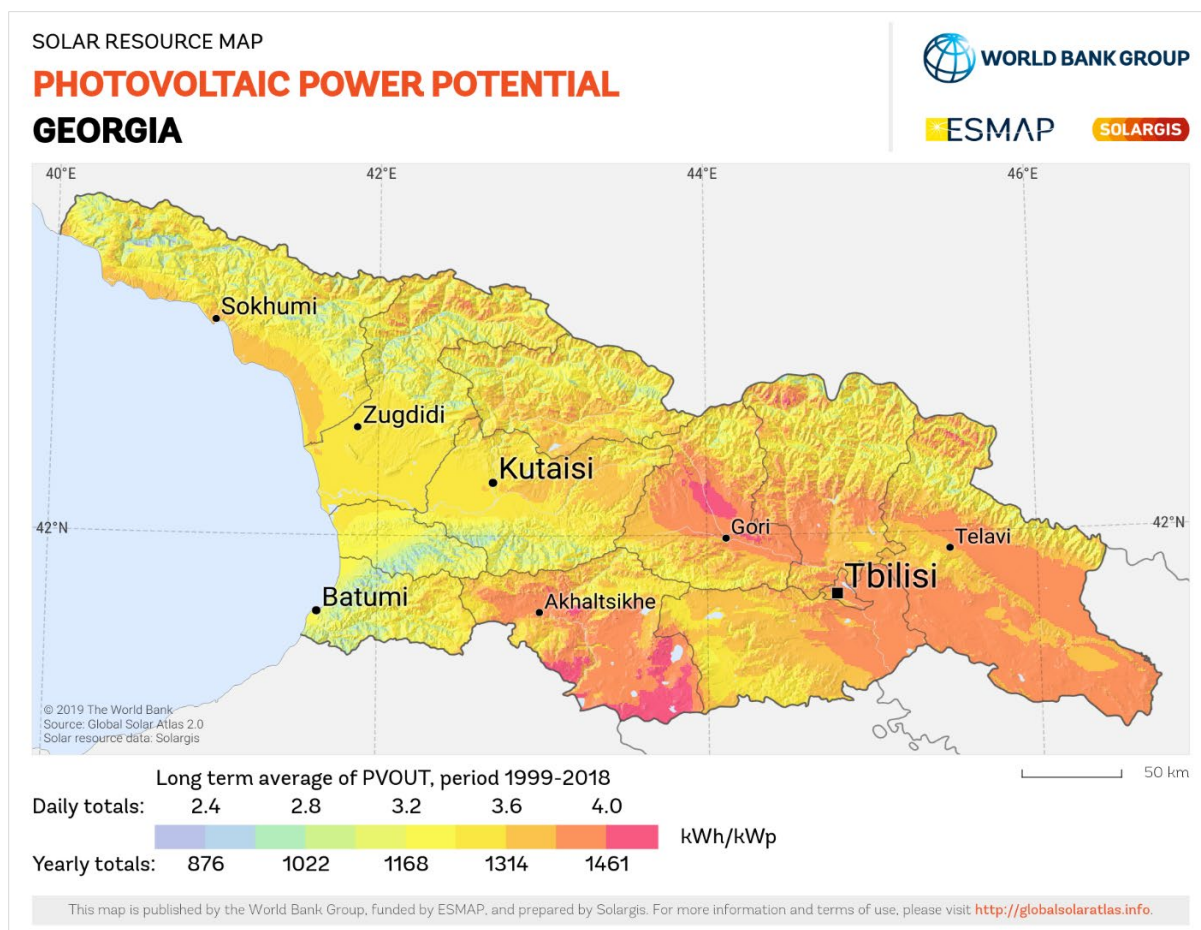 SOLAR RESOURCE MAP
PHOTOVOLTAIC POWER POTENTIAL
GEORGIA
WORLD BANK GROUP
ESMAP
SOLARGIS
40°E 42°E 44°E 46°E
Sokhumi
Zugdidi
Kutaisi
42°N
Gori
42°N
Telavi
Tbilisi
Batumi
Akhaltsikhe
© 2019 The World Bank
Source: Global Solar Atlas 2.0
Solar resource data: Solargis
Long term average of PVOUT, period 1999-2018
50 km
Daily totals: 2.4 2.8 3.2 3.6 4.0
kWh/kWp
Yearly totals: 876 1022 1168 1314 1461
This map is published by the World Bank Group, funded by ESMAP, and prepared by Solargis. For more information and terms of use, please visit http://globalsolaratlas.info.